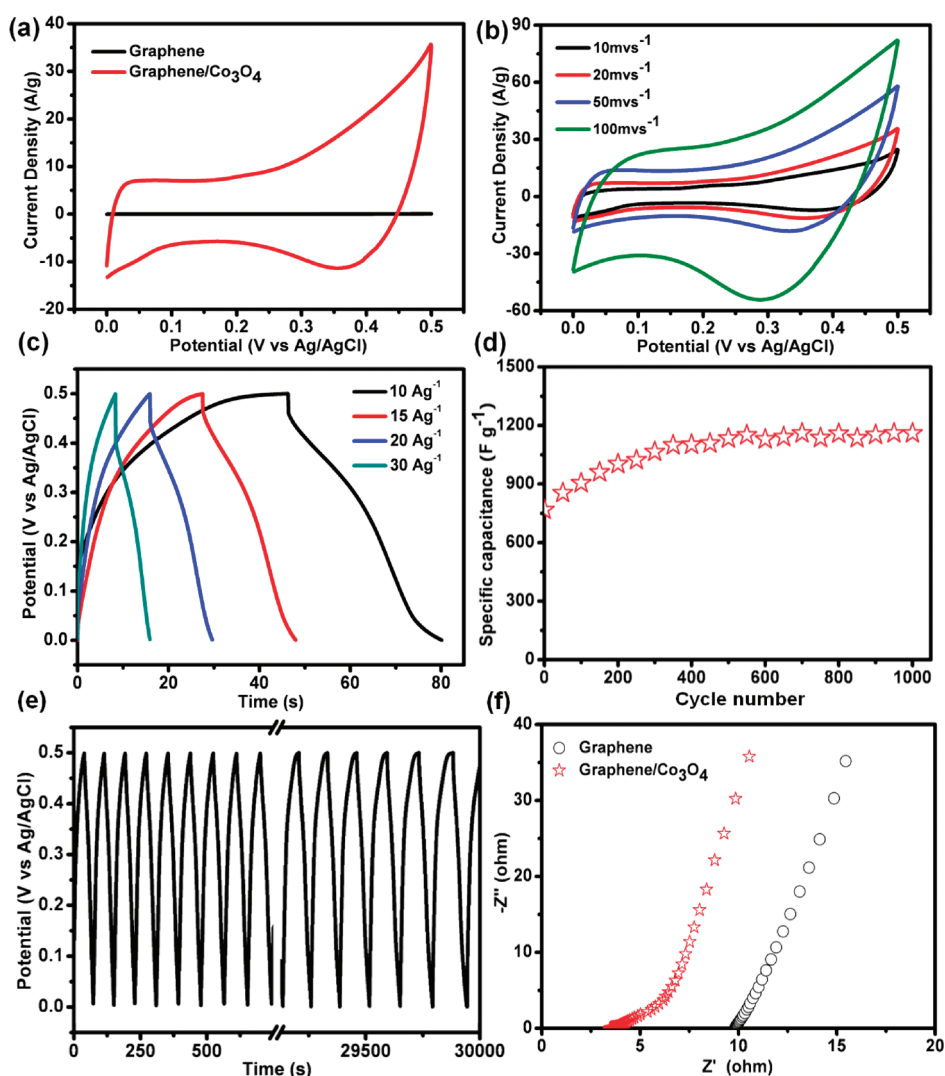 (a)
Graphene
Graphene/Co₃O₄
Current Density (A/g)
40
30
20
10
0
-10
-20
0.0 0.1 0.2 0.3 0.4 0.5
Potential (V vs Ag/AgCl)
(b)
10mvs⁻¹
20mvs⁻¹
50mvs⁻¹
100mvs⁻¹
Current Density (A/g)
90
60
30
0
-30
-60
0.0 0.1 0.2 0.3 0.4 0.5
Potential (V vs Ag/AgCl)
(c)
10 Ag⁻¹
15 Ag⁻¹
20 Ag⁻¹
30 Ag⁻¹
Potential (V vs Ag/AgCl)
0.5
0.4
0.3
0.2
0.1
0.0
0 20 40 60 80
Time (s)
(d)
Specific capacitance (F g⁻¹)
1500
1200
900
600
300
0
0 200 400 600 800 1000
Cycle number
(e)
Potential (V vs Ag/AgCl)
0.5
0.4
0.3
0.2
0.1
0.0
0 250 500 29500 30000
Time (s)
(f)
Graphene
Graphene/Co₃O₄
-Z'' (ohm)
40
30
20
10
0
0 5 10 15 20
Z' (ohm)